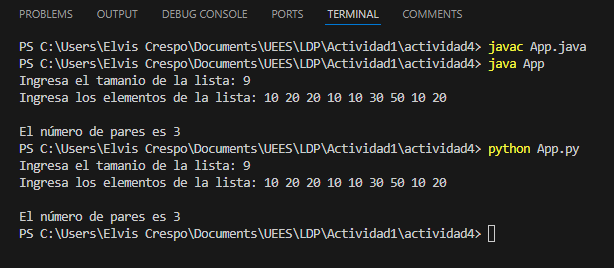 PROBLEMS OUTPUT DEBUG CONSOLE PORTS TERMINAL COMMENTS
PS C:\Users\Elvis Crespo\Documents\UEES\LDP\Actividad1\actividad4> javac App.java
PS C:\Users\Elvis Crespo\Documents\UEES\LDP\Actividad1\actividad4> java App
Ingresa el tamanio de la lista: 9
Ingresa los elementos de la lista: 10 20 20 10 10 30 50 10 20
El número de pares es 3
PS C:\Users\Elvis Crespo\Documents\UEES\LDP\Actividad1\actividad4> python App.py
Ingresa el tamanio de la lista: 9
Ingresa los elementos de la lista: 10 20 20 10 10 30 50 10 20
El número de pares es 3
PS C:\Users\Elvis Crespo\Documents\UEES\LDP\Actividad1\actividad4>